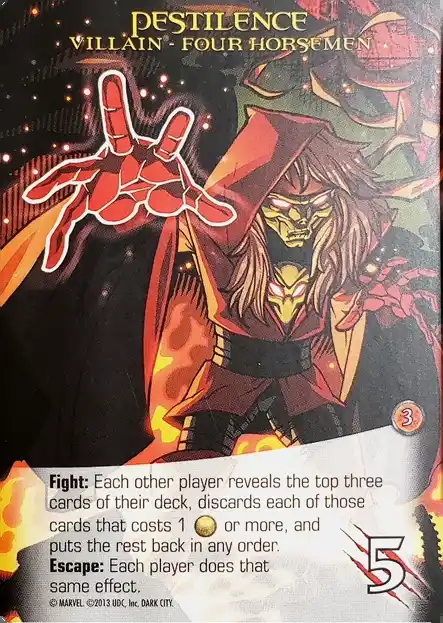 PESTILENCE
VILLAIN - FOUR HORSEMEN
3
Fight: Each other player reveals the top three
cards of their deck, discards each of those
cards that costs 1 or more, and
puts the rest back in any order.
Escape: Each player does that
same effect.
5
© MARVEL. ©2013 UDC, Inc. DARK CITY.